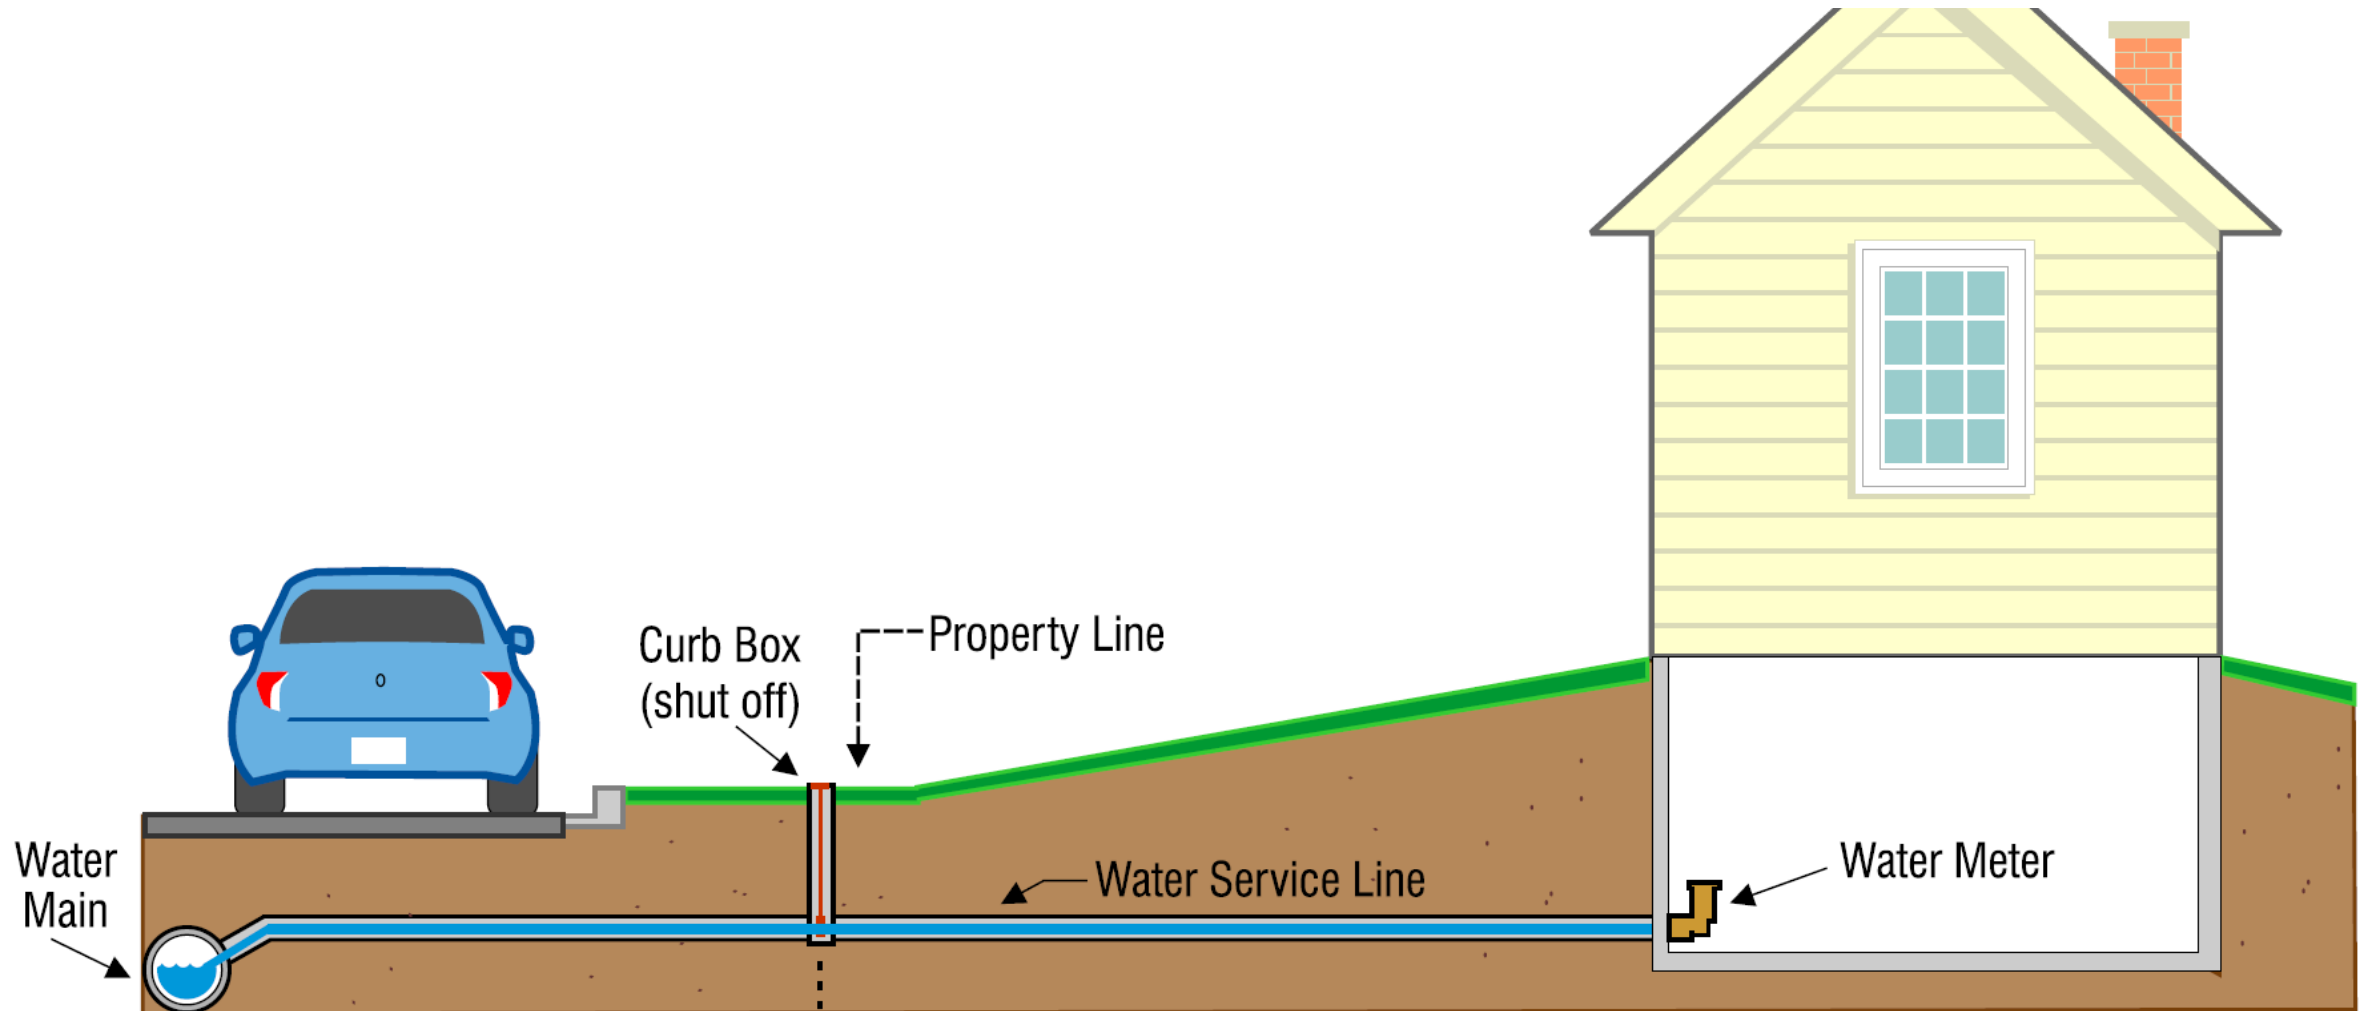 Curb Box
(shut off)
Property Line
Water
Main
Water Service Line
Water Meter